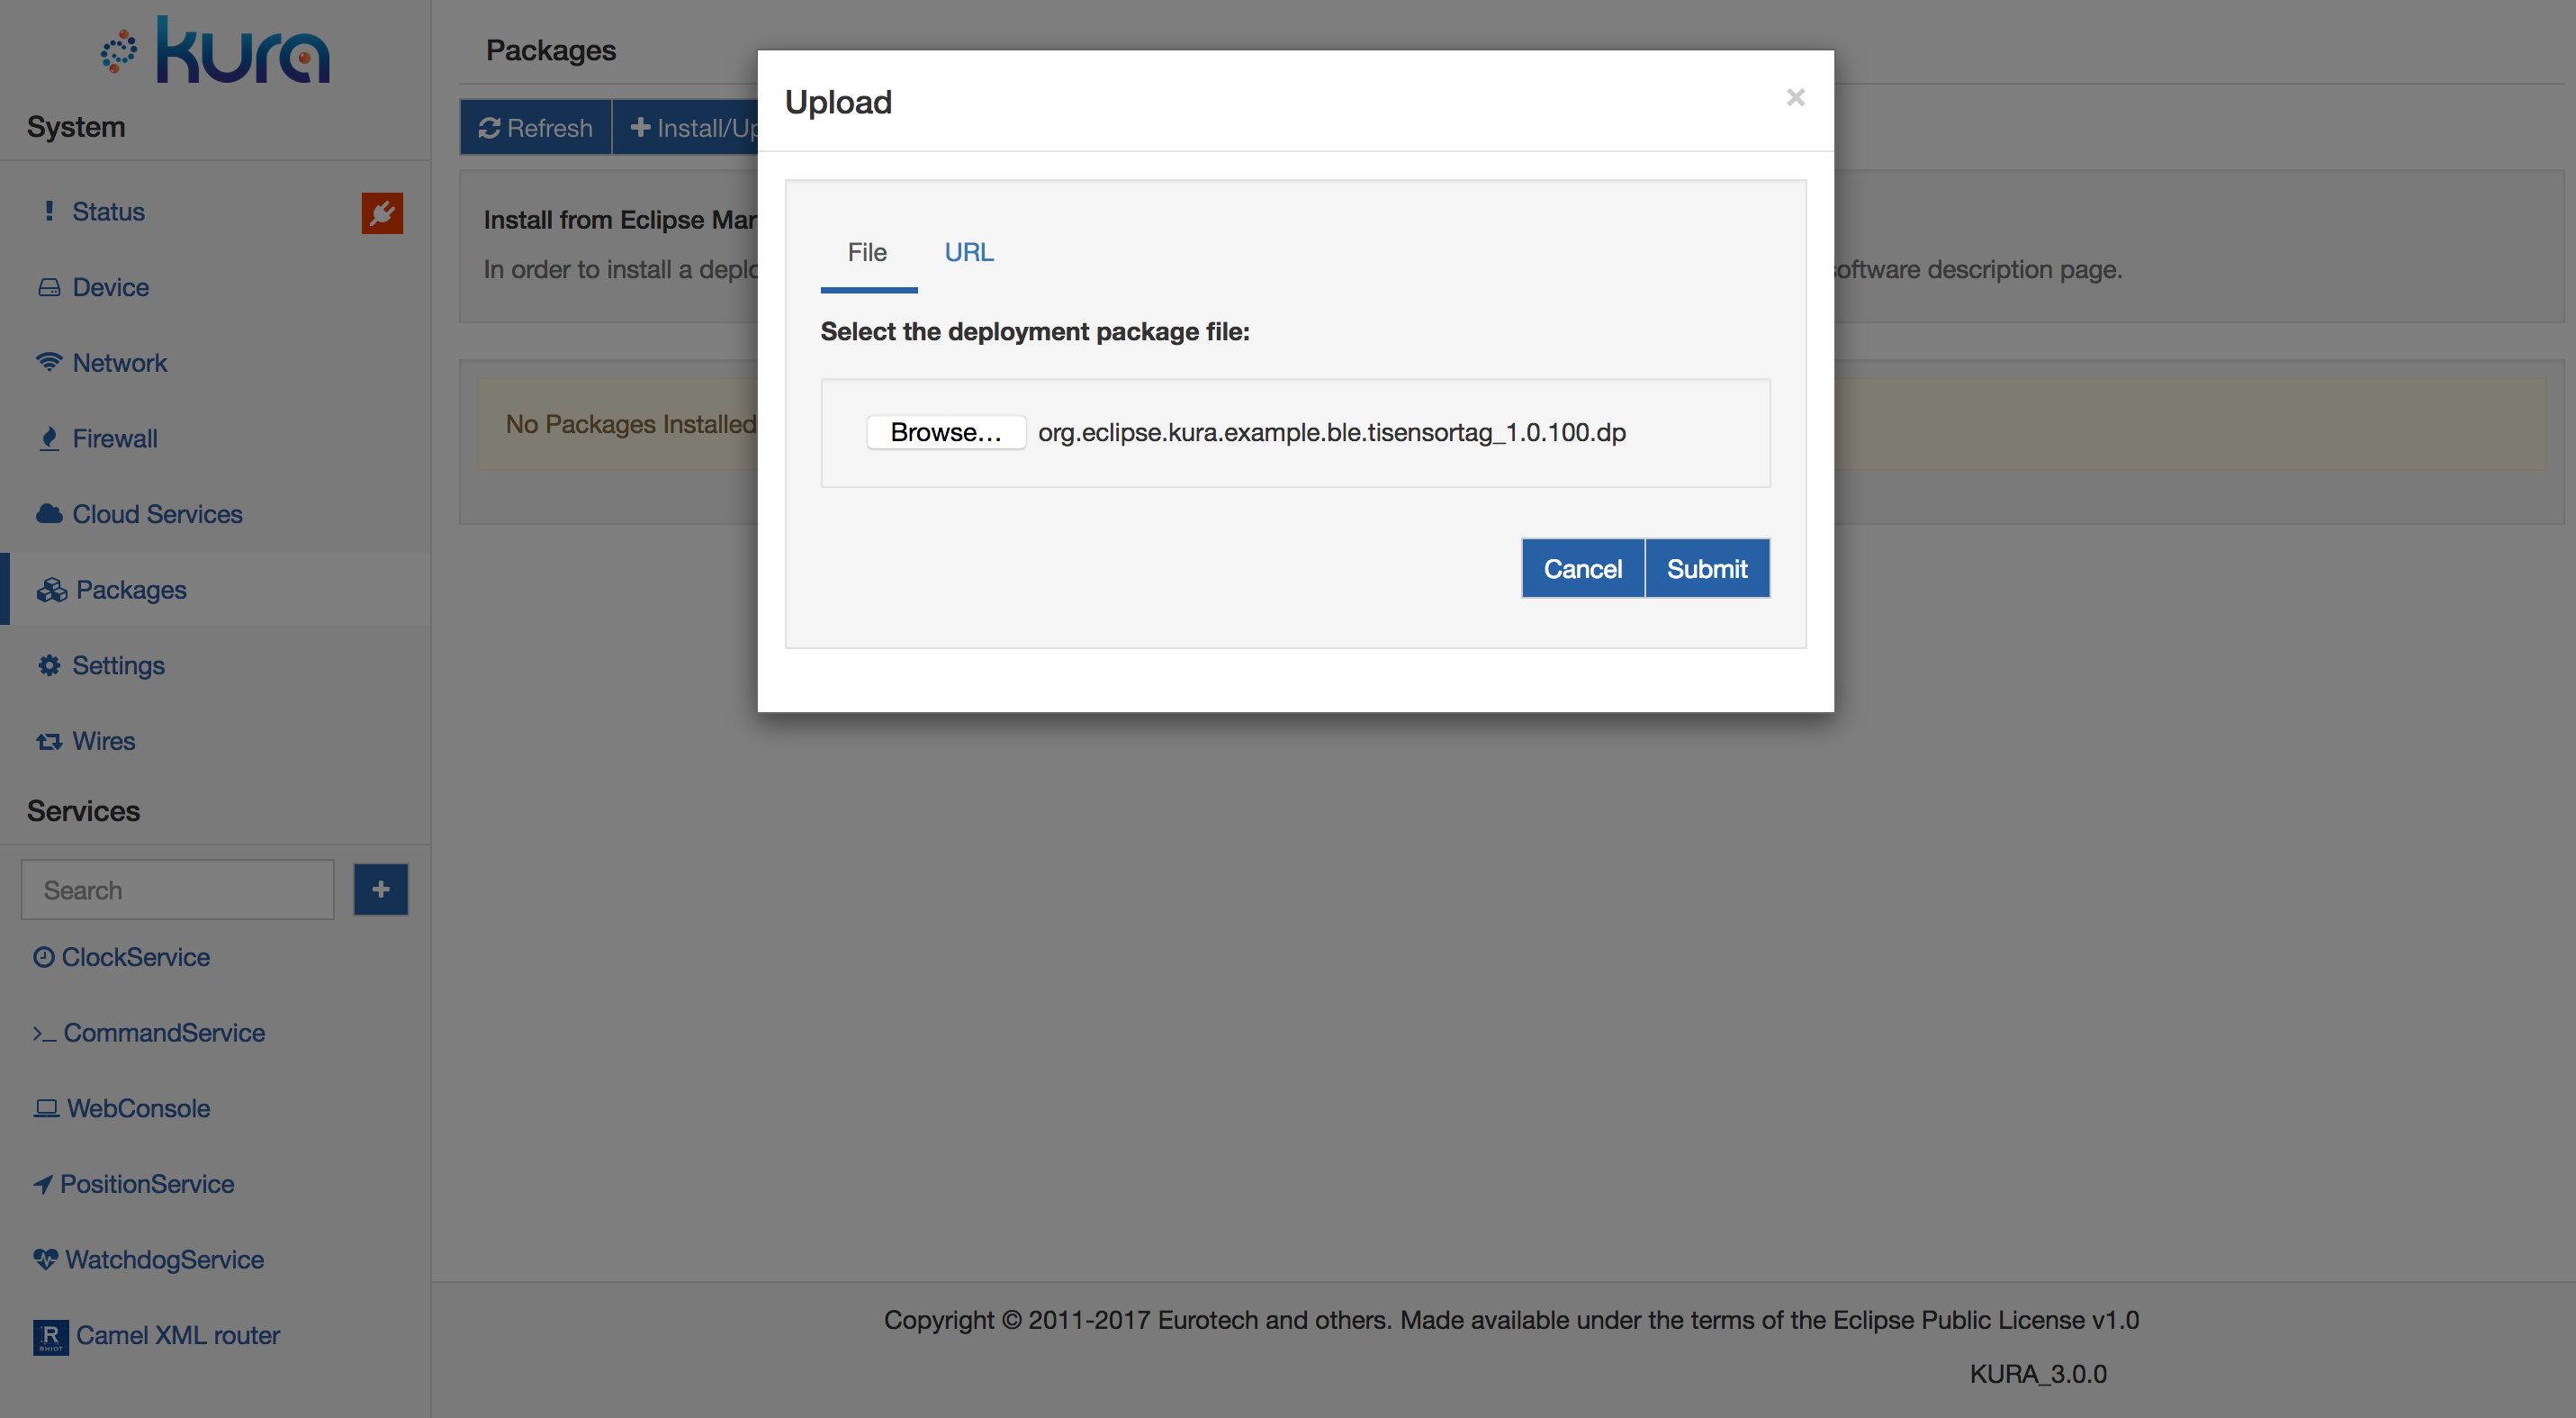 kura
System
Status
Device
Network
Firewall
Cloud Services
Packages
Settings
Wires
Services
Search
ClockService
CommandService
WebConsole
PositionService
WatchdogService
R
RHIOT
Camel XML router
Packages
Refresh
Install/Up
Install from Eclipse Mar
In order to install a deplo
oftware description page.
No Packages Installed
Upload
×
File URL
Select the deployment package file:
Browse... org.eclipse.kura.example.ble.tisensortag_1.0.100.dp
Cancel Submit
Copyright © 2011-2017 Eurotech and others. Made available under the terms of the Eclipse Public License v1.0
KURA_3.0.0